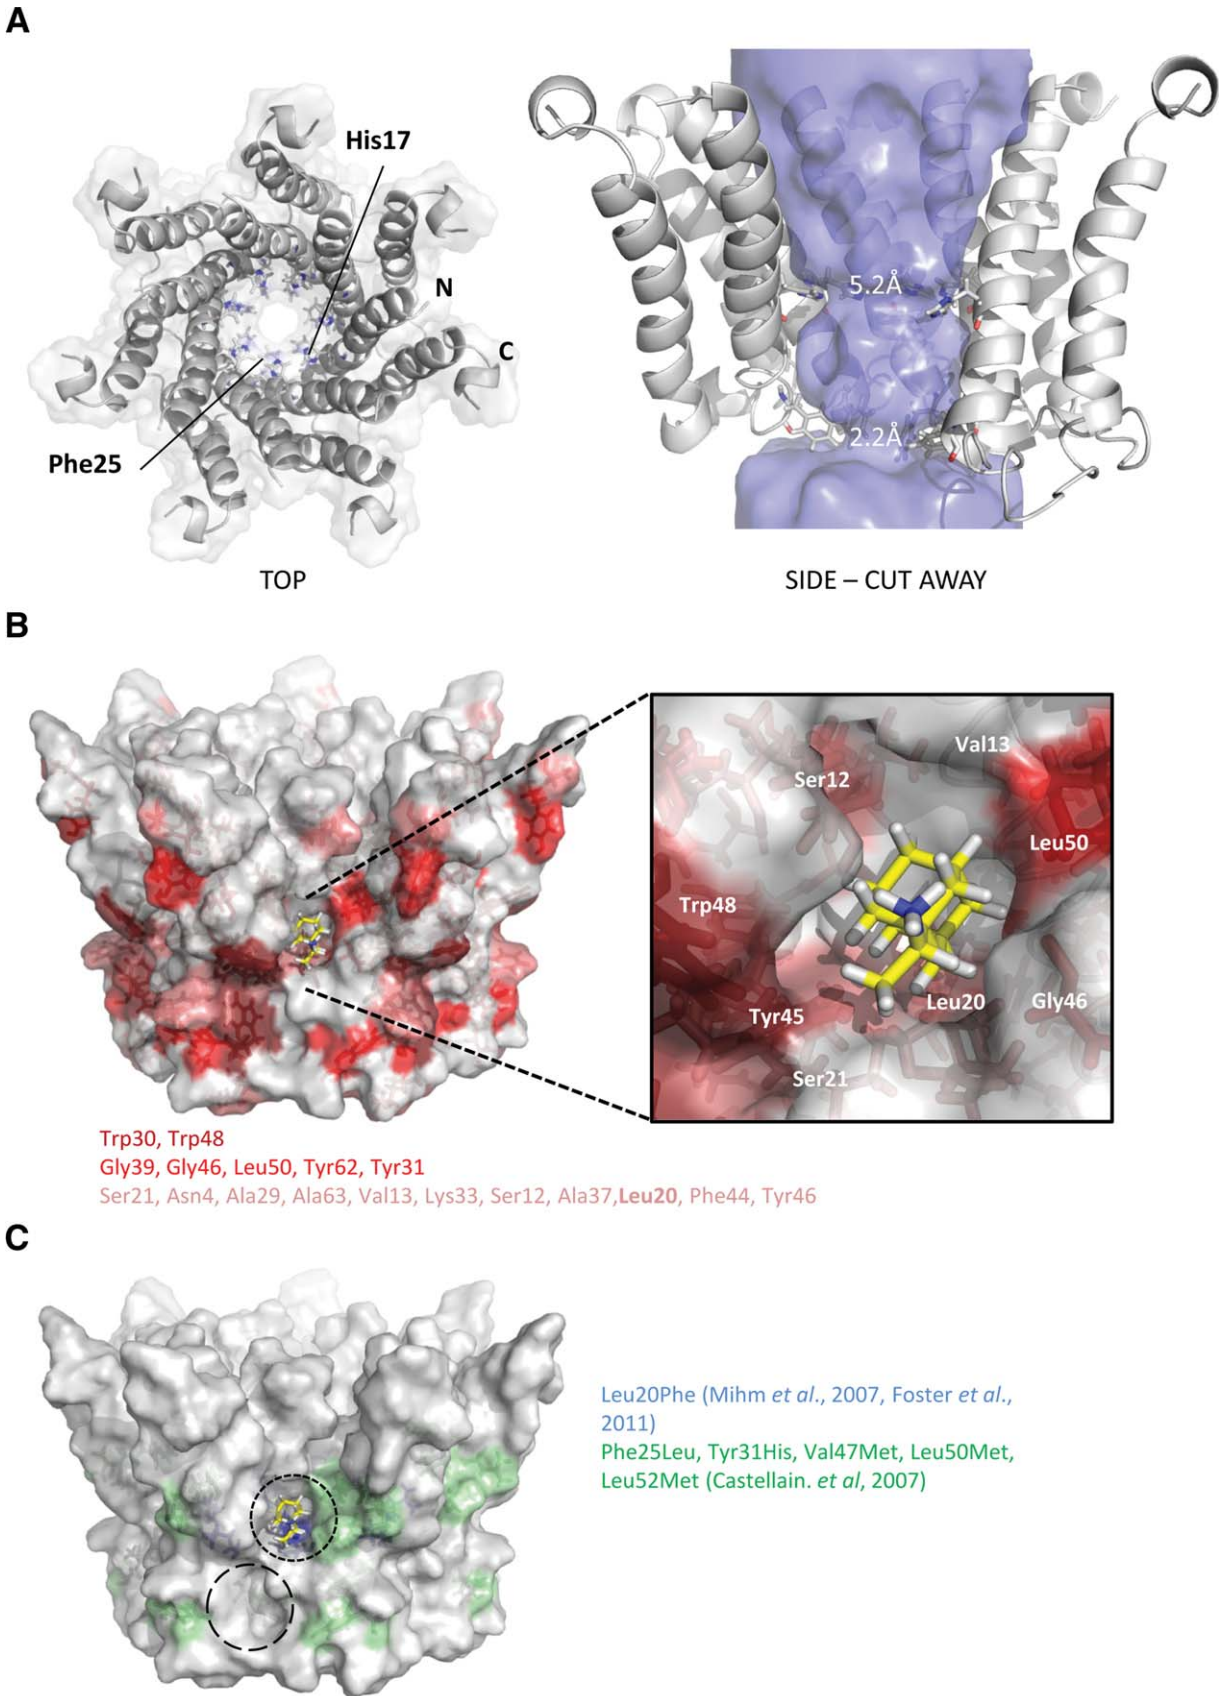 A
His17
N
C
Phe25
5.2Å
2.2Å
TOP
SIDE – CUT AWAY
B
Val13
Ser12
Leu50
Trp48
Leu20
Gly46
Tyr45
Ser21
Trp30, Trp48
Gly39, Gly46, Leu50, Tyr62, Tyr31
Ser21, Asn4, Ala29, Ala63, Val13, Lys33, Ser12, Ala37,Leu20, Phe44, Tyr46
C
Leu20Phe (Mihm et al., 2007, Foster et al.,
2011)
Phe25Leu, Tyr31His, Val47Met, Leu50Met,
Leu52Met (Castellain. et al, 2007)